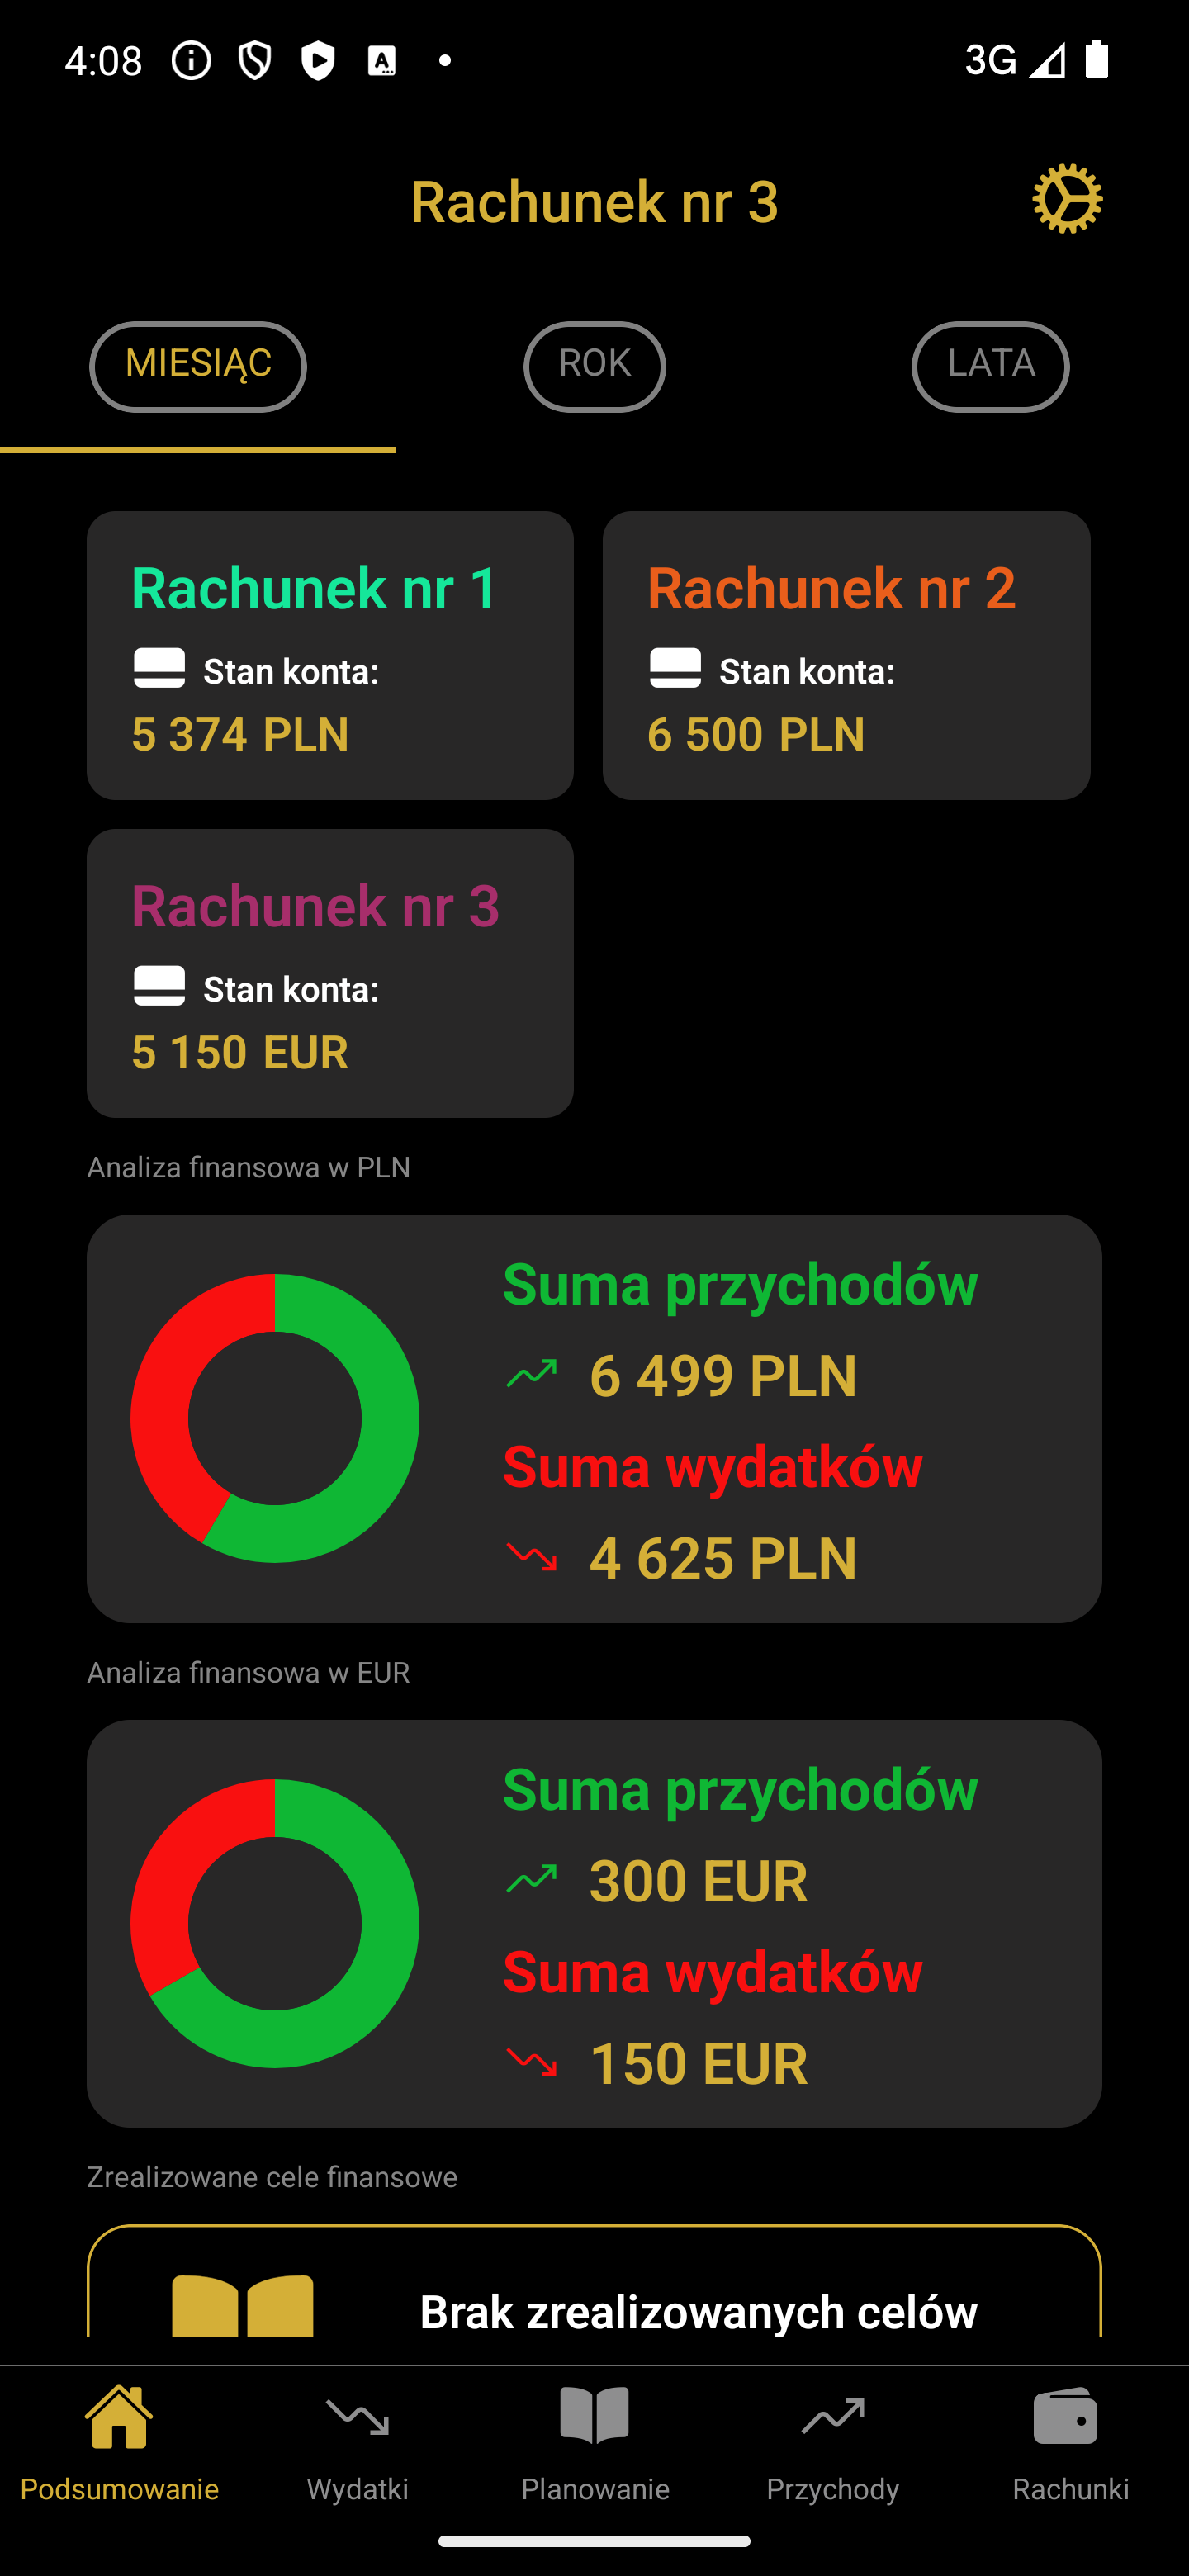 4:08
3G
Rachunek nr 3
MIESIĄC
ROK
LATA
Rachunek nr 1
Stan konta:
5 374 PLN
Rachunek nr 2
Stan konta:
6 500 PLN
Rachunek nr 3
Stan konta:
5 150 EUR
Analiza finansowa w PLN
Suma przychodów
6 499 PLN
Suma wydatków
4 625 PLN
Analiza finansowa w EUR
Suma przychodów
300 EUR
Suma wydatków
150 EUR
Zrealizowane cele finansowe
Brak zrealizowanych celów
Podsumowanie
Wydatki
Planowanie
Przychody
Rachunki